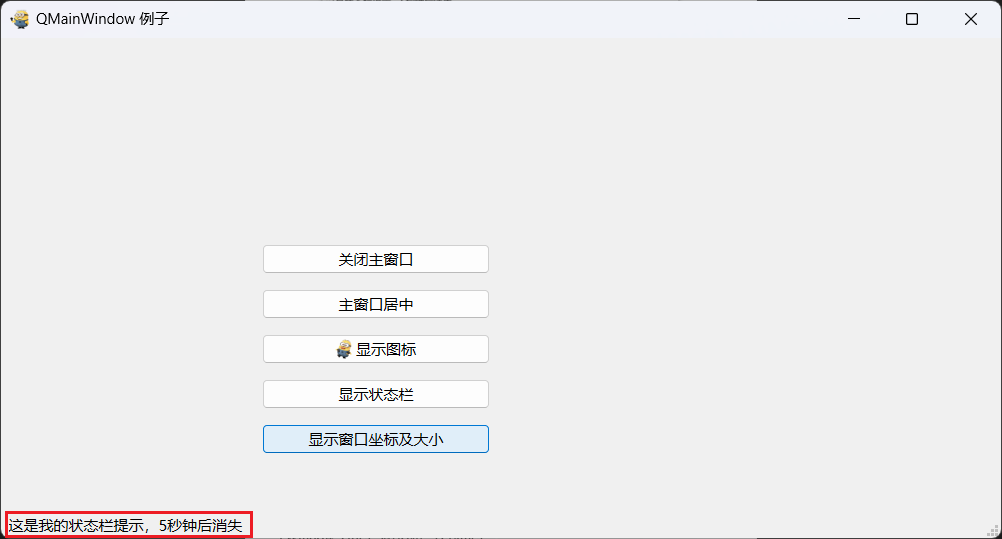 QMainWindow 例子
关闭主窗口
主窗口居中
显示图标
显示状态栏
显示窗口坐标及大小
这是我的状态栏提示，5秒钟后消失